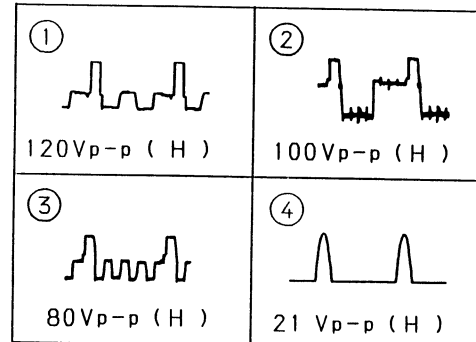 ① ②
120Vp-p ( H ) 100Vp-p ( H )
③ ④
80Vp-p ( H ) 21 Vp-p ( H )